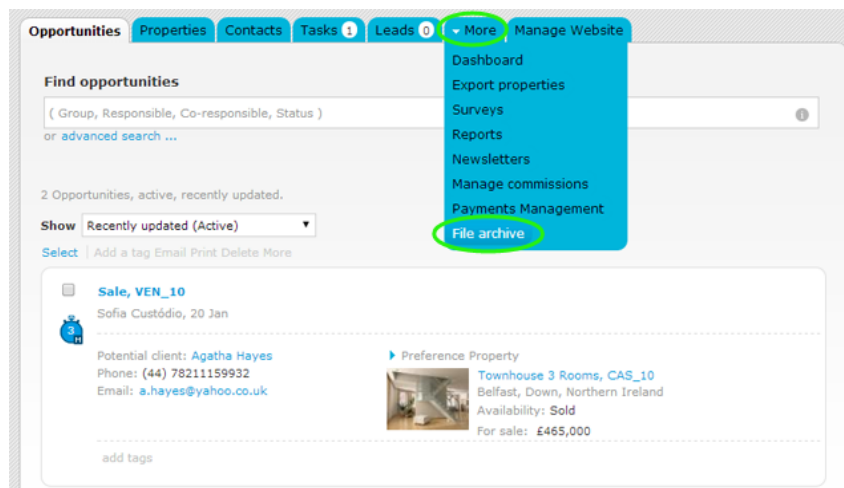 Opportunities Properties Contacts Tasks 1 Leads 0 More Manage Website
Dashboard
Export properties
Surveys
Reports
Newsletters
Manage commissions
Payments Management
File archive
Find opportunities
( Group, Responsible, Co-responsible, Status )
or advanced search ...
2 Opportunities, active, recently updated.
Show Recently updated (Active)
Select Add a tag Email Print Delete More
Sale, VEN_10
Sofia Custódio, 20 Jan
3
H
Potential client: Agatha Hayes
Phone: (44) 78211159932
Email: a.hayes@yahoo.co.uk
Preference Property
Townhouse 3 Rooms, CAS_10
Belfast, Down, Northern Ireland
Availability: Sold
For sale: £465,000
add tags